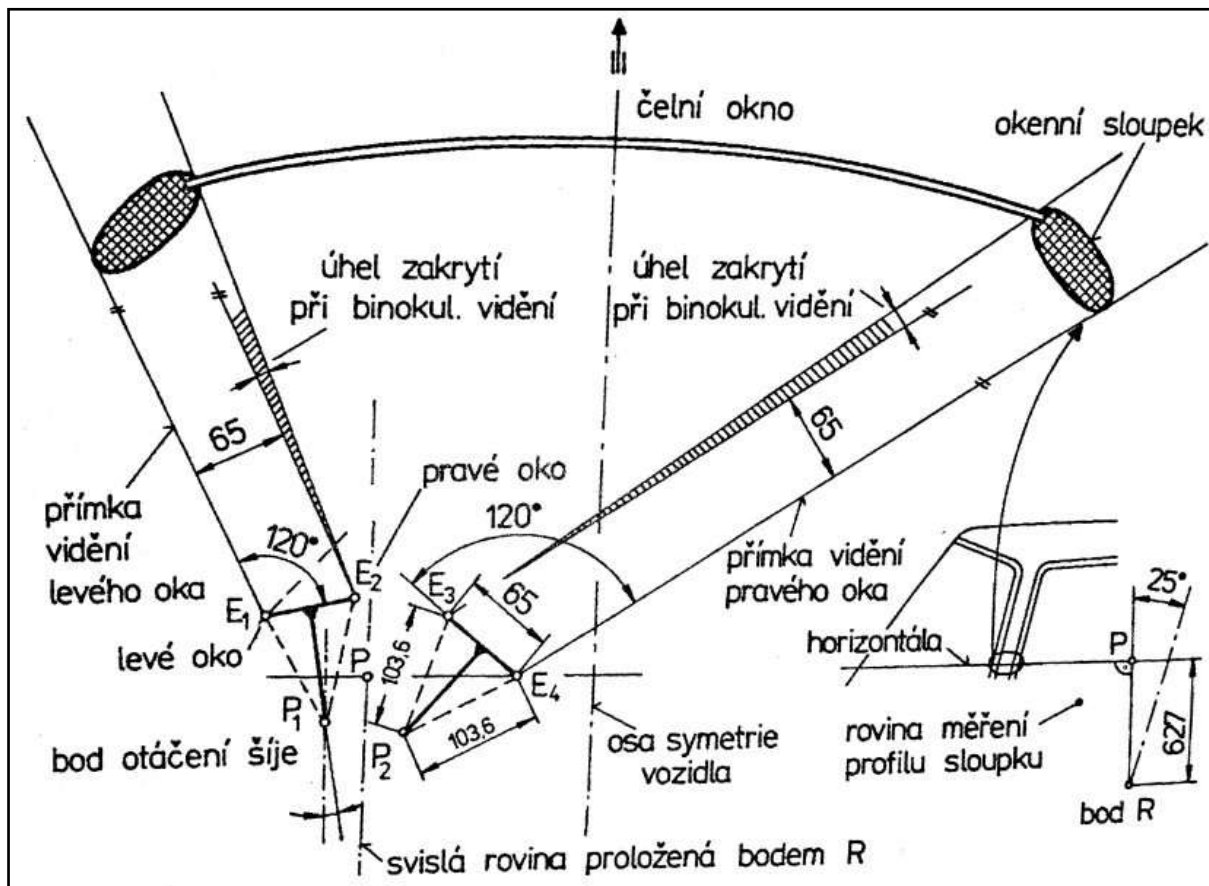 čelní okno
okenní sloupek
úhel zakrytí
při binokul. vidění
úhel zakrytí
při binokul. vidění
65
65
pravé oko
přímka
vidění
levého oka
120°
120°
přímka vidění
pravého oka
E₁
E₂
E₃
65
25°
levé oko
P
103,6
E₄
horizontála
P
P₁
bod otáčení šíje
P₂
103,6
osa symetrie
vozidla
rovina měření
profilu sloupku
627
bod R
svislá rovina proložená bodem R